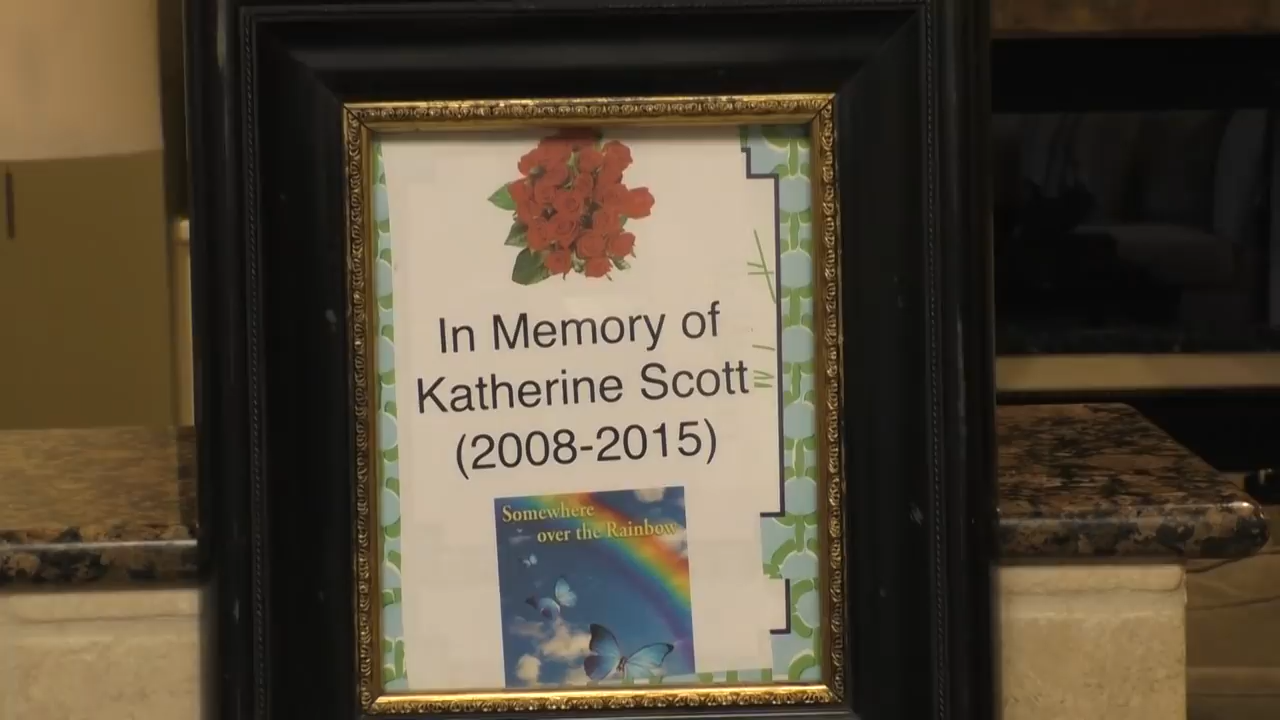 In Memory of
Katherine Scott
(2008-2015)
Somewhere
over the Rainbow